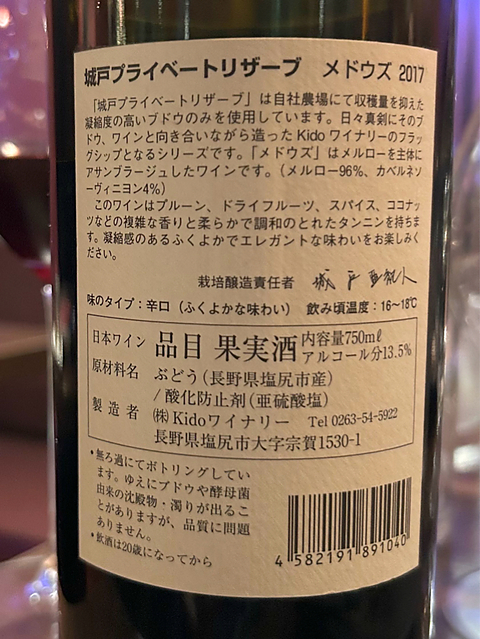 城戸プライベートリザーブ　メドウズ 2017
「城戸プライベートリザーブ」は自社農場にて収穫量を抑えた
凝縮度の高いブドウのみを使用しています。日々真剣にそのブ
ドウ、ワインと向き合いながら造ったKidoワイナリーのフラッ
グシップとなるシリーズです。「メドウズ」はメルローを主体に
アサンブラージュしたワインです。(メルロー96%、カベルネソ
ーヴィニヨン4%)
このワインはプルーン、ドライフルーツ、スパイス、ココナッ
ツなどの複雑な香りと柔らかで調和のとれたタンニンを持ちま
す。凝縮感のあるふくよかでエレガントな味わいをお楽しみく
ださい。
栽培醸造責任者 城戸亜紀人
味のタイプ：辛口（ふくよかな味わい）　飲み頃温度：16〜18℃
日本ワイン 品目 果実酒 内容量750ml
アルコール分13.5%
原材料名 ぶどう(長野県塩尻市産)
/酸化防止剤(亜硫酸塩)
製造者 ㈱Kidoワイナリー Tel 0263-54-5922
長野県塩尻市大字宗賀1530-1
•無ろ過にてボトリングしてい
ます。ゆえにブドウや酵母菌
由来の沈殿物・濁りが出るこ
とがありますが、品質に問題
ありません。
•飲酒は20歳になってから
4 582191 891040